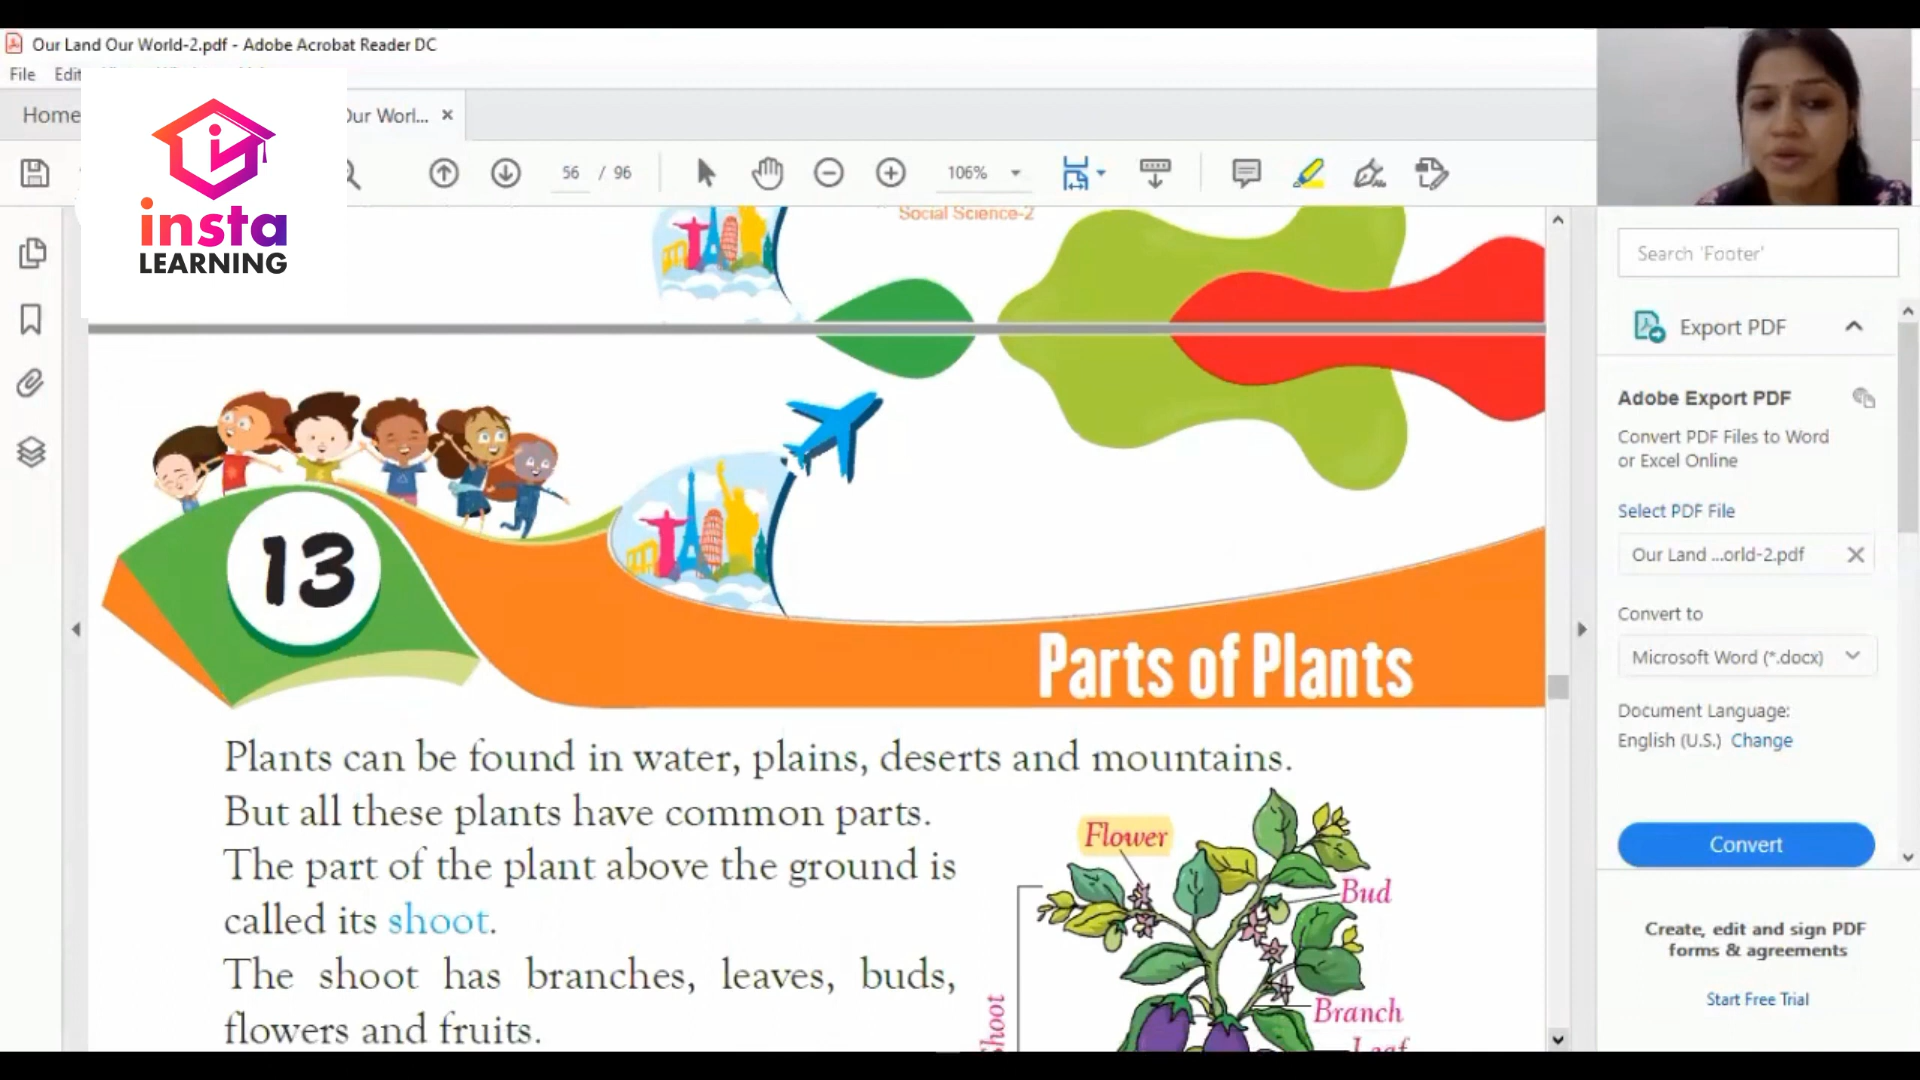 Our Land Our World-2.pdf - Adobe Acrobat Reader DC
File Edit
Home
Our Worl...
insta
LEARNING
56 / 96
106%
Social Science-2
13
Parts of Plants
Plants can be found in water, plains, deserts and mountains.
But all these plants have common parts.
The part of the plant above the ground is
called its shoot.
The shoot has branches, leaves, buds,
flowers and fruits.
Flower
Bud
Branch
Leaf
Shoot
Search 'Footer'
Export PDF
Adobe Export PDF
Convert PDF Files to Word
or Excel Online
Select PDF File
Our Land ...orld-2.pdf
Convert to
Microsoft Word (*.docx)
Document Language:
English (U.S.) Change
Convert
Create, edit and sign PDF
forms & agreements
Start Free Trial